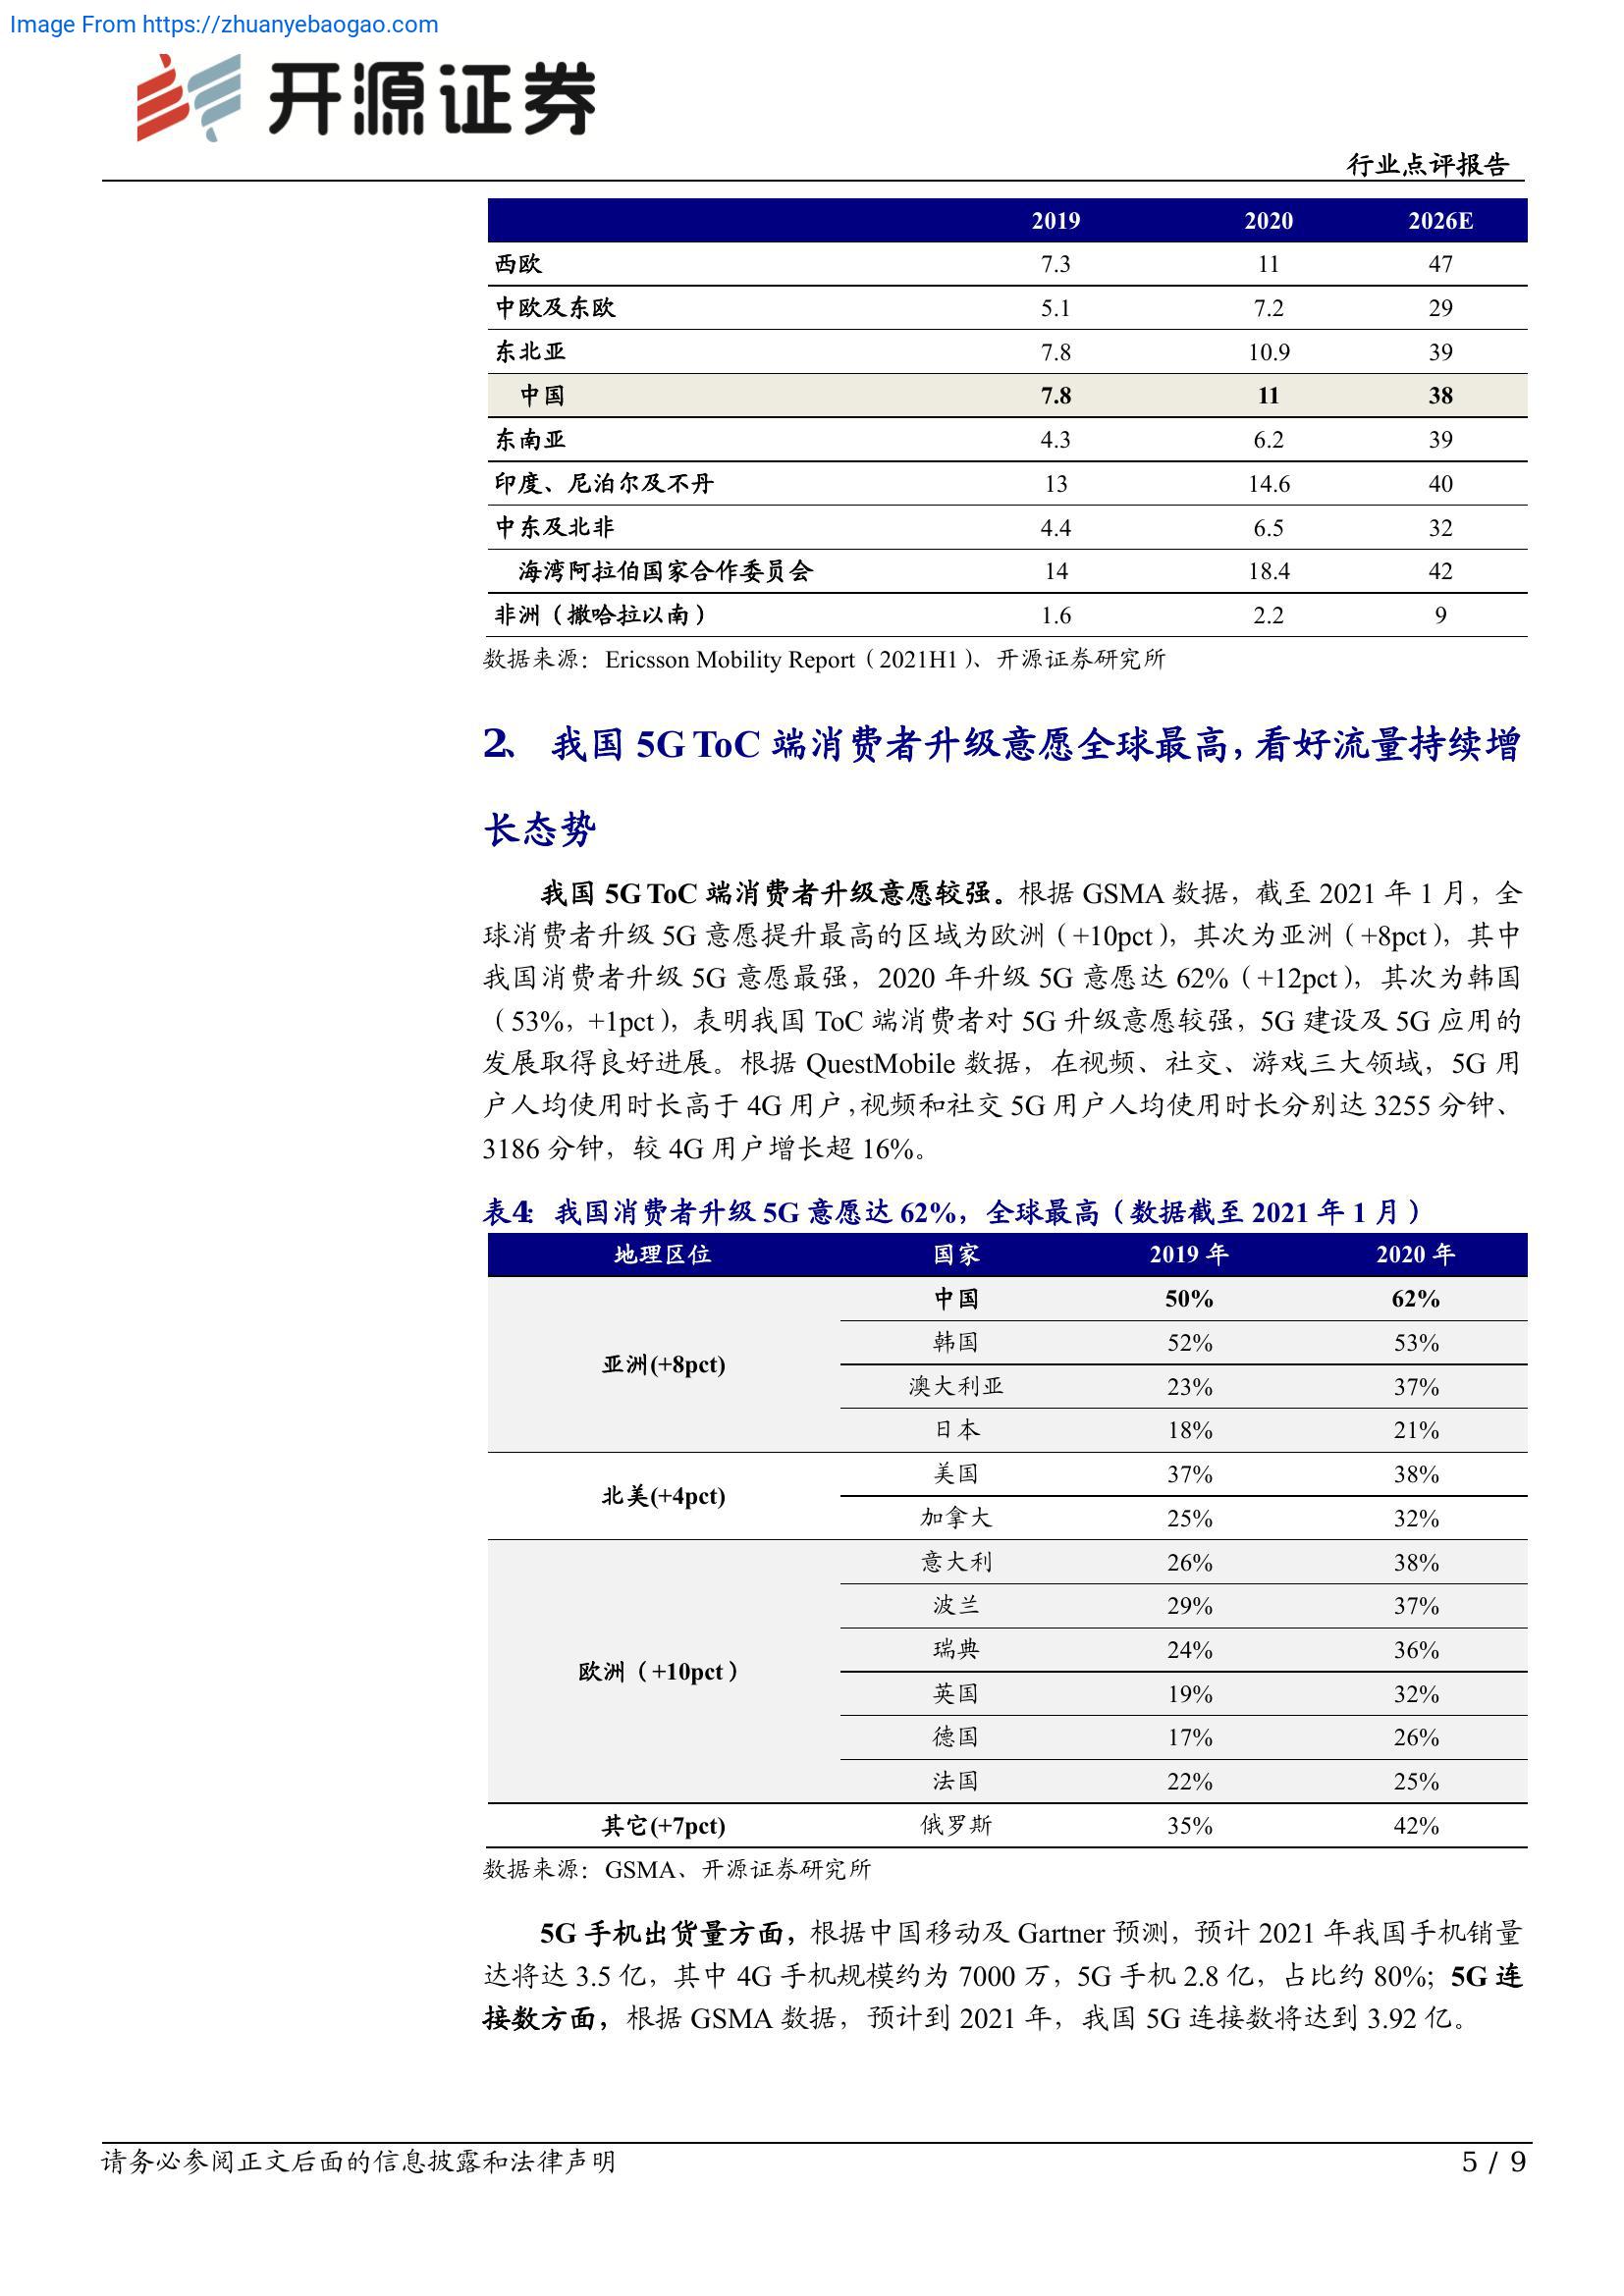 Image From https://zhuanyebaogao.com
开源证券
行业点评报告
2019 2020 2026E
西欧 7.3 11 47
中欧及东欧 5.1 7.2 29
东北亚 7.8 10.9 39
中国 7.8 11 38
东南亚 4.3 6.2 39
印度、尼泊尔及不丹 13 14.6 40
中东及北非 4.4 6.5 32
海湾阿拉伯国家合作委员会 14 18.4 42
非洲（撒哈拉以南） 1.6 2.2 9
数据来源：Ericsson Mobility Report（2021H1）、开源证券研究所
2、 我国 5G ToC 端消费者升级意愿全球最高，看好流量持续增
长态势
我国 5G ToC 端消费者升级意愿较强。根据 GSMA 数据，截至 2021 年 1 月，全
球消费者升级 5G 意愿提升最高的区域为欧洲（+10pct），其次为亚洲（+8pct），其中
我国消费者升级 5G 意愿最强，2020 年升级 5G 意愿达 62%（+12pct），其次为韩国
（53%，+1pct），表明我国 ToC 端消费者对 5G 升级意愿较强，5G 建设及 5G 应用的
发展取得良好进展。根据 QuestMobile 数据，在视频、社交、游戏三大领域，5G 用
户人均使用时长高于 4G 用户，视频和社交 5G 用户人均使用时长分别达 3255 分钟、
3186 分钟，较 4G 用户增长超 16%。
表4： 我国消费者升级 5G 意愿达 62%，全球最高（数据截至 2021 年 1 月）
地理区位 国家 2019 年 2020 年
亚洲(+8pct) 中国 50% 62%
韩国 52% 53%
澳大利亚 23% 37%
日本 18% 21%
北美(+4pct) 美国 37% 38%
加拿大 25% 32%
欧洲（+10pct） 意大利 26% 38%
波兰 29% 37%
瑞典 24% 36%
英国 19% 32%
德国 17% 26%
法国 22% 25%
其它(+7pct) 俄罗斯 35% 42%
数据来源：GSMA、开源证券研究所
5G 手机出货量方面，根据中国移动及 Gartner 预测，预计 2021 年我国手机销量
达将达 3.5 亿，其中 4G 手机规模约为 7000 万，5G 手机 2.8 亿，占比约 80%；5G 连
接数方面，根据 GSMA 数据，预计到 2021 年，我国 5G 连接数将达到 3.92 亿。
请务必参阅正文后面的信息披露和法律声明 5 / 9